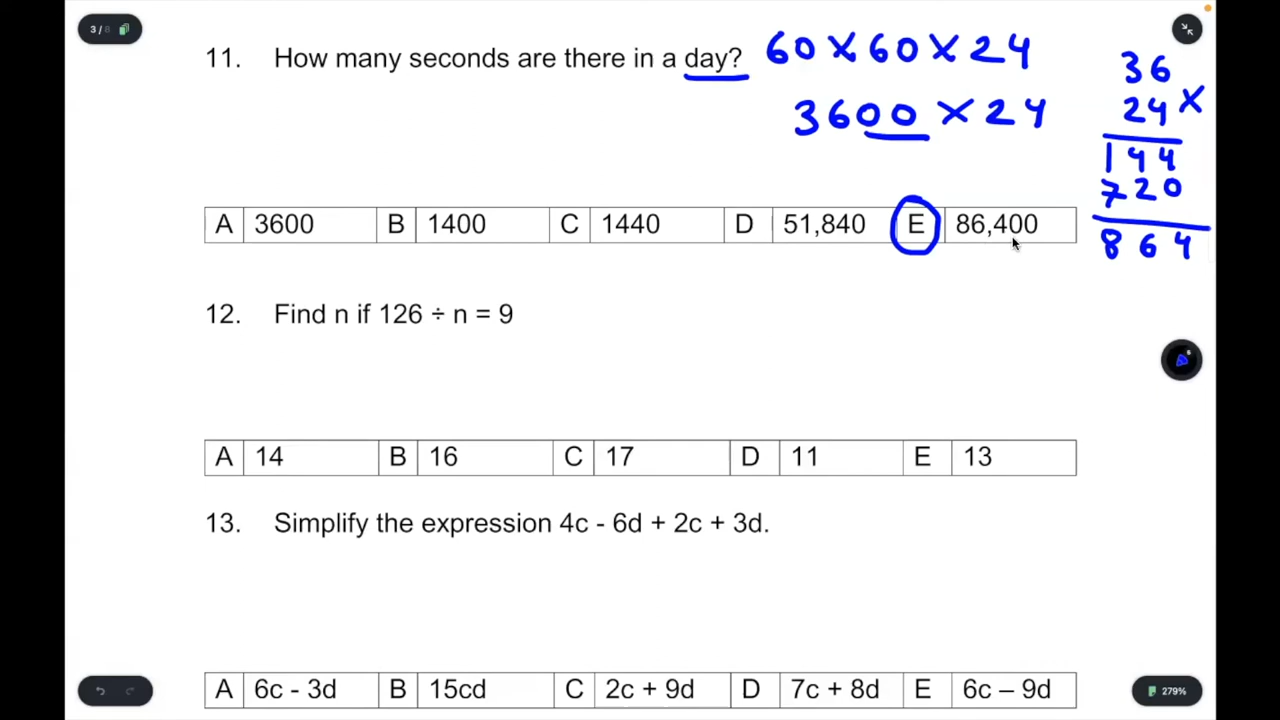 3 / 8
11. How many seconds are there in a day? 60 × 60 × 24
3600 × 24
36
24 ×
144
720
864
A 3600 B 1400 C 1440 D 51,840 E 86,400
12. Find n if 126 ÷ n = 9
A 14 B 16 C 17 D 11 E 13
13. Simplify the expression 4c - 6d + 2c + 3d.
A 6c - 3d B 15cd C 2c + 9d D 7c + 8d E 6c – 9d
279%